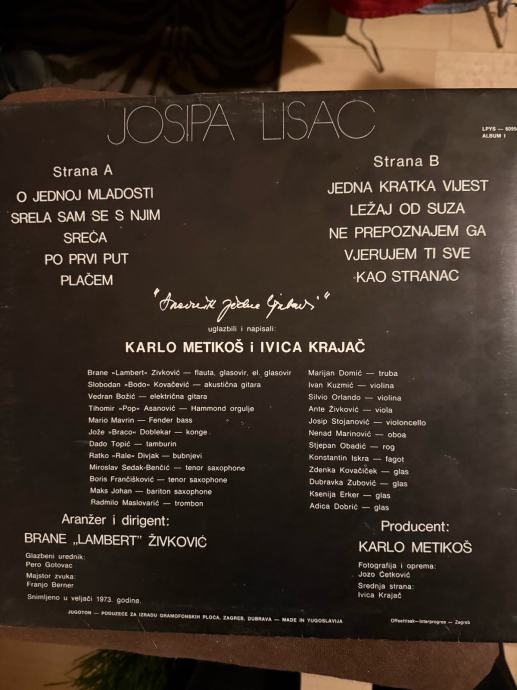 JOSIPA LISAC
LPYS — 6095
ALBUM I
Strana A
O JEDNOJ MLADOSTI
SRELA SAM SE S NJIM
SREĆA
PO PRVI PUT
PLAČEM
Strana B
JEDNA KRATKA VIJEST
LEŽAJ OD SUZA
NE PREPOZNAJEM GA
VJERUJEM TI SVE
KAO STRANAC
"Dnevnik jedne ljubavi"
uglazbili i napisali:
KARLO METIKOŠ i IVICA KRAJAČ
Brane »Lambert« Živković — flauta, glasovir, el. glasovir
Slobodan »Bodo« Kovačević — akustična gitara
Vedran Božić — električna gitara
Tihomir »Pop« Asanović — Hammond orgulje
Mario Mavrin — Fender bass
Jože »Braco« Doblekar — konge
Dado Topić — tamburin
Ratko »Rale« Divjak — bubnjevi
Miroslav Sedak-Benčić — tenor saxophone
Boris Frančišković — tenor saxophone
Maks Johan — bariton saxophone
Radmilo Maslovarić — trombon
Marijan Domić — truba
Ivan Kuzmić — violina
Silvio Orlando — violina
Ante Živković — viola
Josip Stojanović — violoncello
Nenad Marinović — oboa
Stjepan Obadić — rog
Konstantin Iskra — fagot
Zdenka Kovačiček — glas
Dubravka Zubović — glas
Ksenija Erker — glas
Adica Dobrić — glas
Aranžer i dirigent:
BRANE „LAMBERT" ŽIVKOVIĆ
Glazbeni urednik:
Pero Gotovac
Majstor zvuka:
Franjo Berner
Snimljeno u veljači 1973. godine.
Producent:
KARLO METIKOŠ
Fotografija i oprema:
Jozo Ćetković
Srednja strana:
Ivica Krajač
JUGOTON — PODUZEĆE ZA IZRADU GRAMOFONSKIH PLOČA, ZAGREB, DUBRAVA — MADE IN YUGOSLAVIJA
Offsettisak—Interprogres — Zagreb